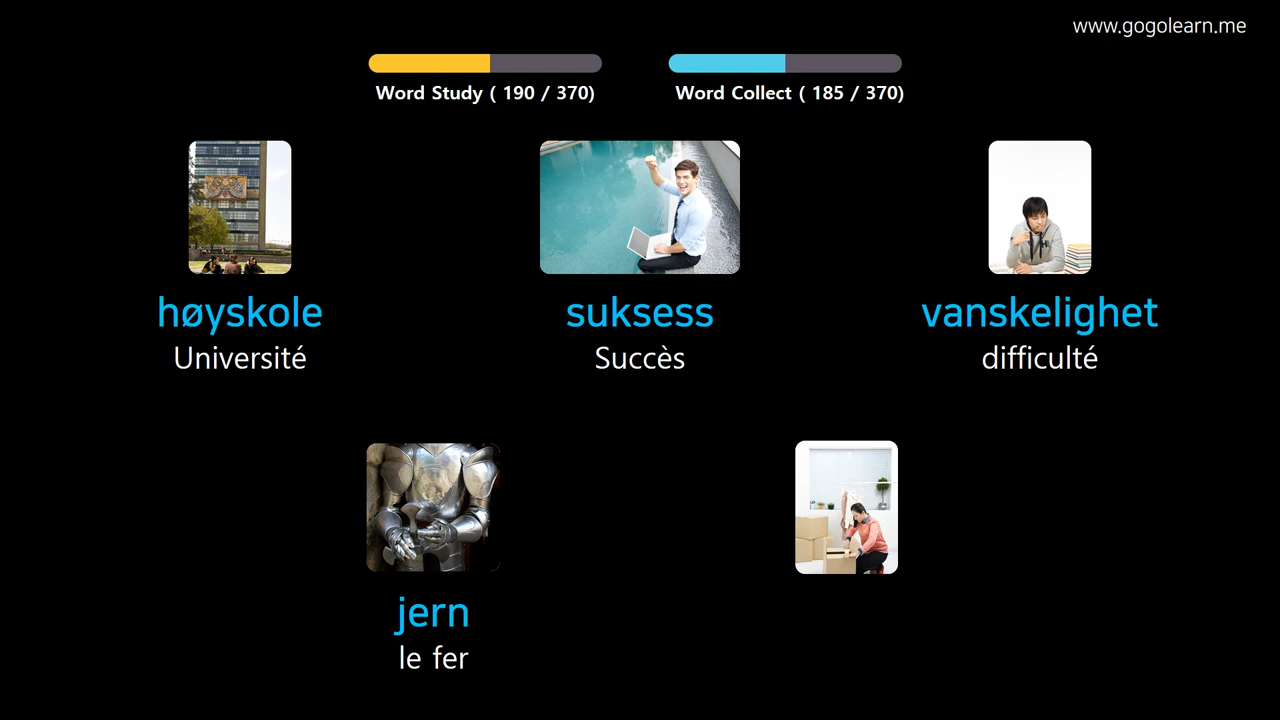 www.gogolearn.me
Word Study ( 190 / 370)
Word Collect ( 185 / 370)
høyskole
Université
suksess
Succès
vanskelighet
difficulté
jern
le fer